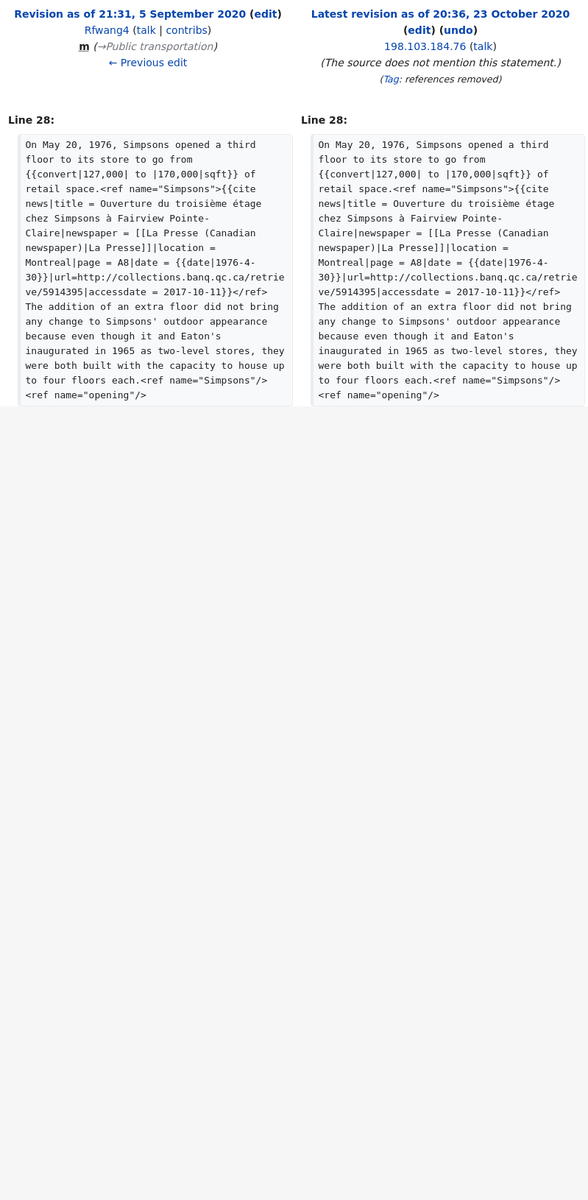 Revision as of 21:31, 5 September 2020 (edit)
Rfwang4 (talk | contribs)
m (→Public transportation)
← Previous edit
Latest revision as of 20:36, 23 October 2020
(edit) (undo)
198.103.184.76 (talk)
(The source does not mention this statement.)
(Tag: references removed)
Line 28:
On May 20, 1976, Simpsons opened a third
floor to its store to go from
{{convert|127,000| to |170,000|sqft}} of
retail space.<ref name="Simpsons">{{cite
news|title = Ouverture du troisième étage
chez Simpsons à Fairview Pointe-
Claire|newspaper = [[La Presse (Canadian
newspaper)|La Presse]]|location =
Montreal|page = A8|date = {{date|1976-4-
30}}|url=http://collections.banq.qc.ca/retrie
ve/5914395|accessdate = 2017-10-11}}</ref>
The addition of an extra floor did not bring
any change to Simpsons' outdoor appearance
because even though it and Eaton's
inaugurated in 1965 as two-level stores, they
were both built with the capacity to house up
to four floors each.<ref name="Simpsons"/>
<ref name="opening"/>
Line 28:
On May 20, 1976, Simpsons opened a third
floor to its store to go from
{{convert|127,000| to |170,000|sqft}} of
retail space.<ref name="Simpsons">{{cite
news|title = Ouverture du troisième étage
chez Simpsons à Fairview Pointe-
Claire|newspaper = [[La Presse (Canadian
newspaper)|La Presse]]|location =
Montreal|page = A8|date = {{date|1976-4-
30}}|url=http://collections.banq.qc.ca/retrie
ve/5914395|accessdate = 2017-10-11}}</ref>
The addition of an extra floor did not bring
any change to Simpsons' outdoor appearance
because even though it and Eaton's
inaugurated in 1965 as two-level stores, they
were both built with the capacity to house up
to four floors each.<ref name="Simpsons"/>
<ref name="opening"/>